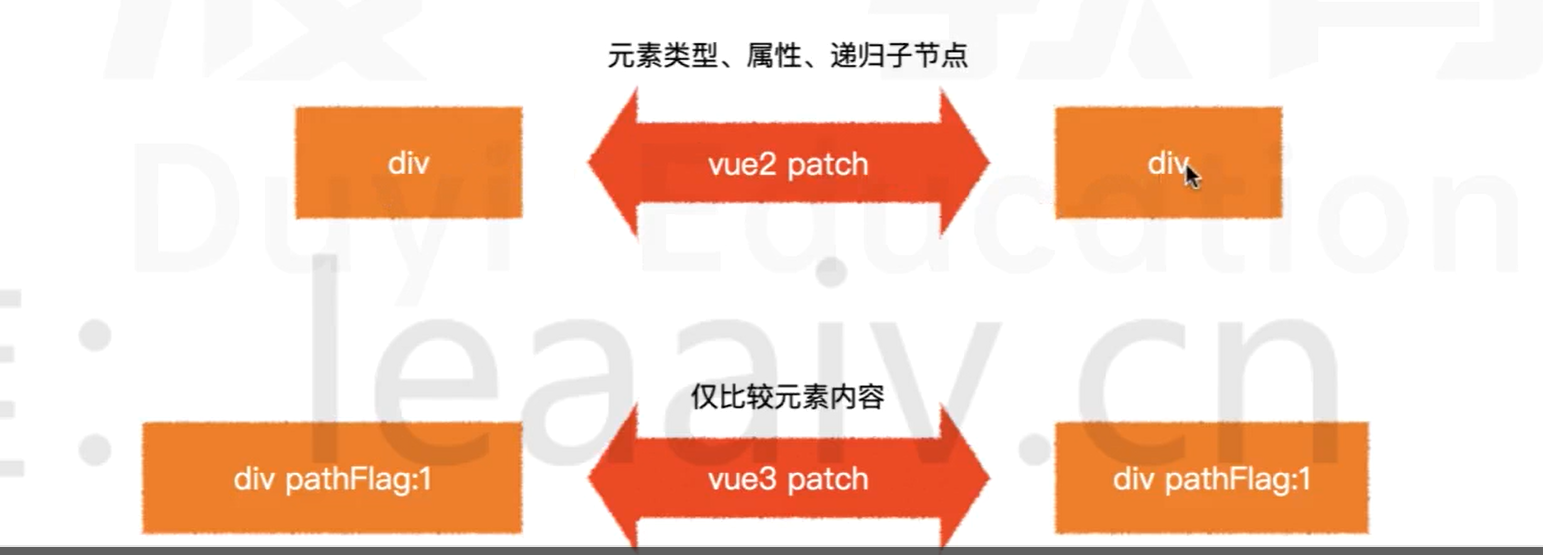 元素类型、属性、递归子节点
div
vue2 patch
div
Duyi Education
: leaaiv.cn
仅比较元素内容
div pathFlag:1
vue3 patch
div pathFlag:1